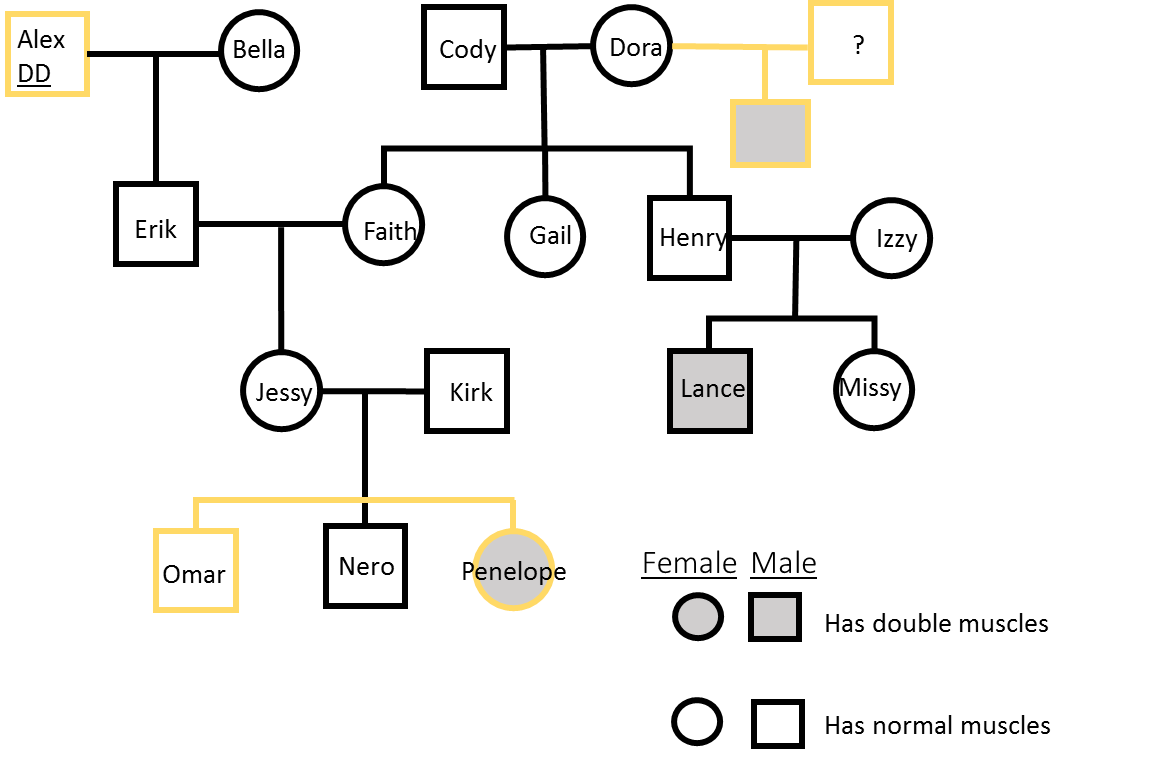 Alex
DD
Bella
Cody
Dora
?
Erik
Faith
Gail
Henry
Izzy
Jessy
Kirk
Lance
Missy
Omar
Nero
Penelope
Female Male
Has double muscles
Has normal muscles